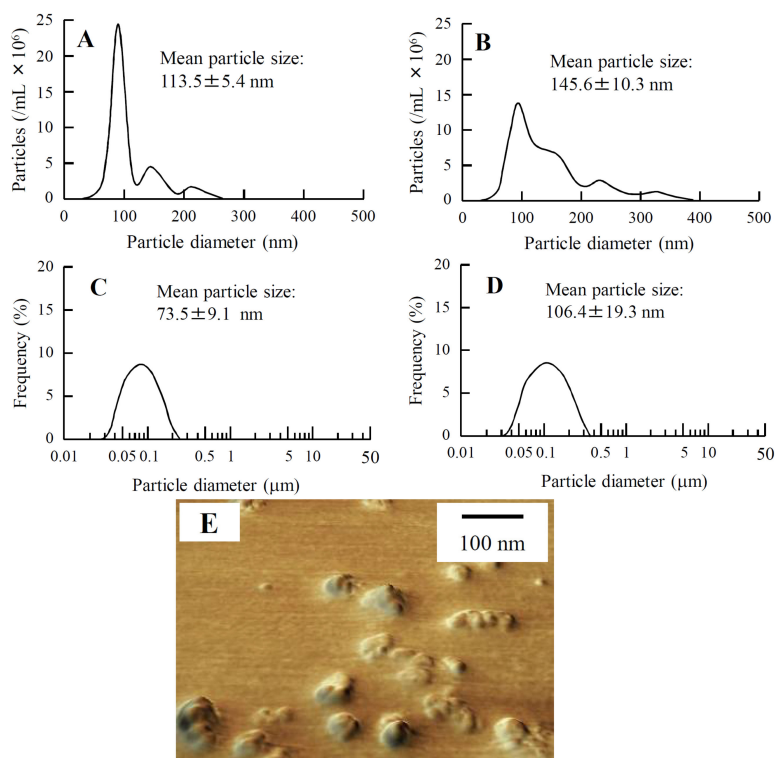 A
Mean particle size:
113.5±5.4 nm
Particles (/mL × 10⁶)
25
20
15
10
5
0
0 100 200 300 400 500
Particle diameter (nm)
B
Mean particle size:
145.6±10.3 nm
Particles (/mL × 10⁶)
25
20
15
10
5
0
0 100 200 300 400 500
Particle diameter (nm)
C
Mean particle size:
73.5±9.1 nm
Frequency (%)
20
15
10
5
0
0.01 0.05 0.1 0.5 1 5 10 50
Particle diameter (μm)
D
Mean particle size:
106.4±19.3 nm
Frequency (%)
20
15
10
5
0
0.01 0.05 0.1 0.5 1 5 10 50
Particle diameter (μm)
E
100 nm